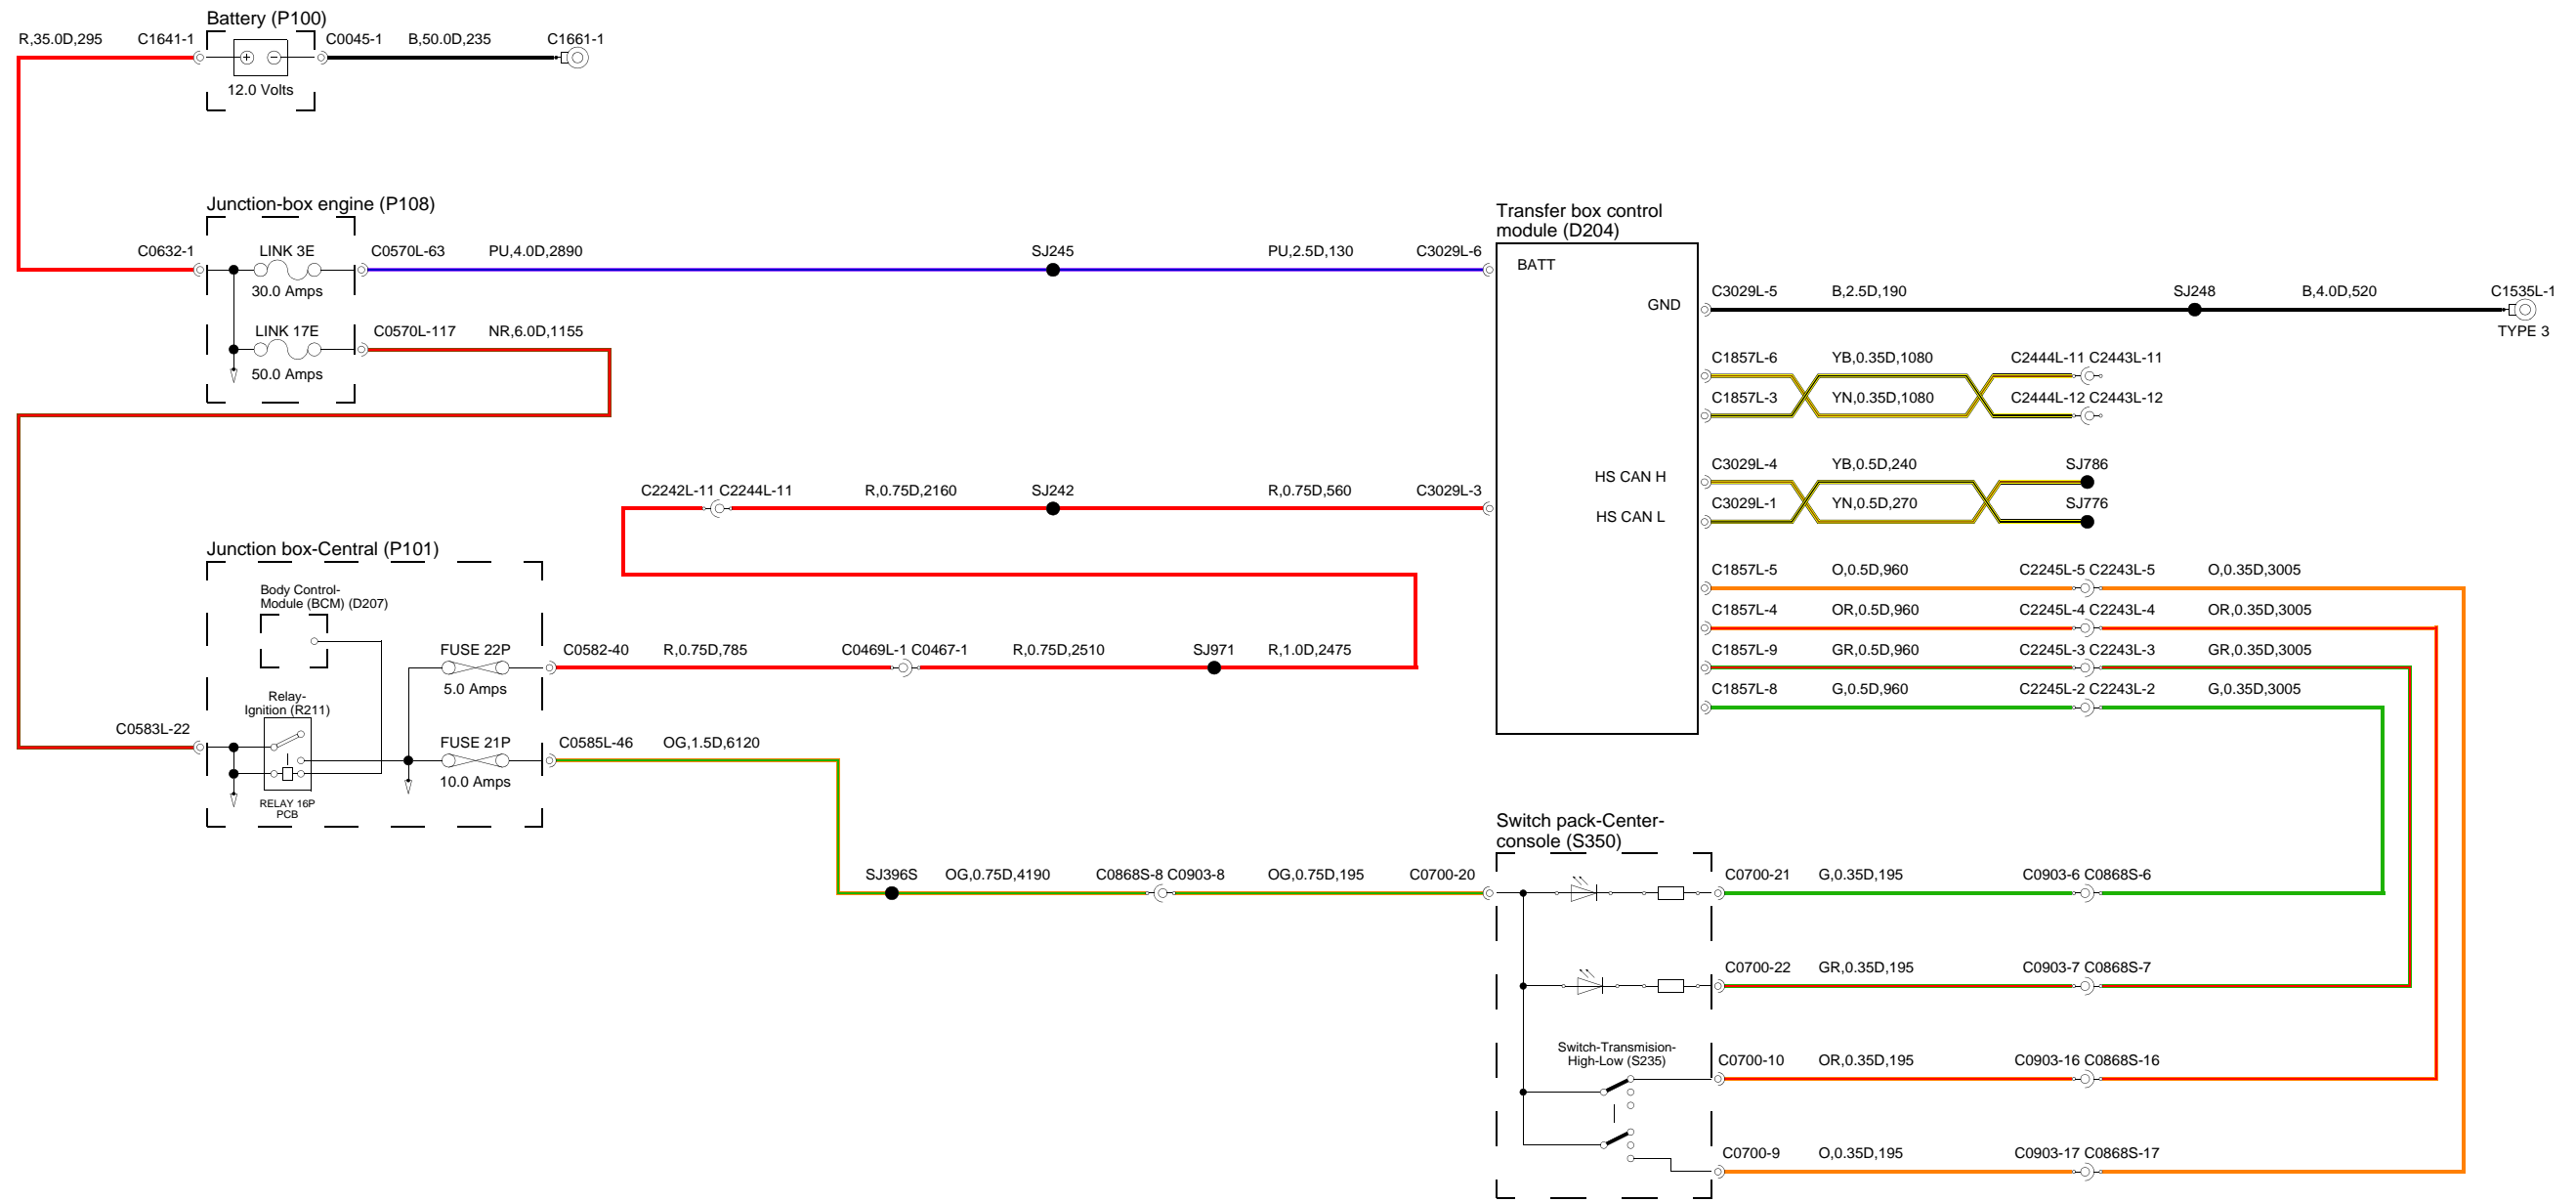 Battery (P100)
R,35.0D,295
C1641-1
C0045-1
B,50.0D,235
C1661-1
12.0 Volts
Junction-box engine (P108)
C0632-1
LINK 3E
30.0 Amps
C0570L-63
PU,4.0D,2890
SJ245
PU,2.5D,130
C3029L-6
LINK 17E
50.0 Amps
C0570L-117
NR,6.0D,1155
Transfer box control
module (D204)
BATT
GND
C3029L-5
B,2.5D,190
SJ248
B,4.0D,520
C1535L-1
TYPE 3
C1857L-6
YB,0.35D,1080
C2444L-11 C2443L-11
C1857L-3
YN,0.35D,1080
C2444L-12 C2443L-12
HS CAN H
C3029L-4
YB,0.5D,240
SJ786
HS CAN L
C3029L-1
YN,0.5D,270
SJ776
C2242L-11 C2244L-11
R,0.75D,2160
SJ242
R,0.75D,560
C3029L-3
C1857L-5
O,0.5D,960
C2245L-5 C2243L-5
O,0.35D,3005
C1857L-4
OR,0.5D,960
C2245L-4 C2243L-4
OR,0.35D,3005
C1857L-9
GR,0.5D,960
C2245L-3 C2243L-3
GR,0.35D,3005
C1857L-8
G,0.5D,960
C2245L-2 C2243L-2
G,0.35D,3005
Junction box-Central (P101)
Body Control-
Module (BCM) (D207)
FUSE 22P
5.0 Amps
C0582-40
R,0.75D,785
C0469L-1 C0467-1
R,0.75D,2510
SJ971
R,1.0D,2475
Relay-
Ignition (R211)
C0583L-22
RELAY 16P
PCB
FUSE 21P
10.0 Amps
C0585L-46
OG,1.5D,6120
SJ396S
OG,0.75D,4190
C0868S-8 C0903-8
OG,0.75D,195
C0700-20
Switch pack-Center-
console (S350)
C0700-21
G,0.35D,195
C0903-6 C0868S-6
C0700-22
GR,0.35D,195
C0903-7 C0868S-7
Switch-Transmision-
High-Low (S235)
C0700-10
OR,0.35D,195
C0903-16 C0868S-16
C0700-9
O,0.35D,195
C0903-17 C0868S-17